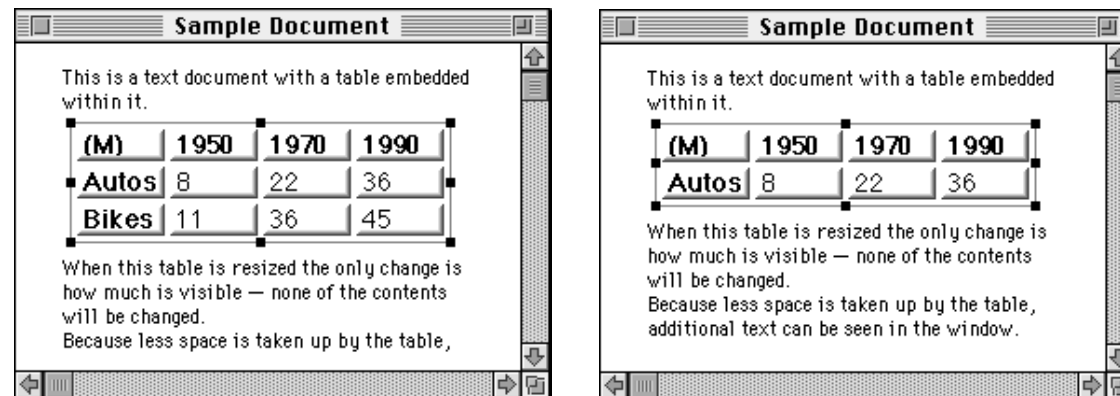 Sample Document
This is a text document with a table embedded
within it.
(M) 1950 1970 1990
Autos 8 22 36
Bikes 11 36 45
When this table is resized the only change is
how much is visible — none of the contents
will be changed.
Because less space is taken up by the table,
Sample Document
This is a text document with a table embedded
within it.
(M) 1950 1970 1990
Autos 8 22 36
When this table is resized the only change is
how much is visible — none of the contents
will be changed.
Because less space is taken up by the table,
additional text can be seen in the window.